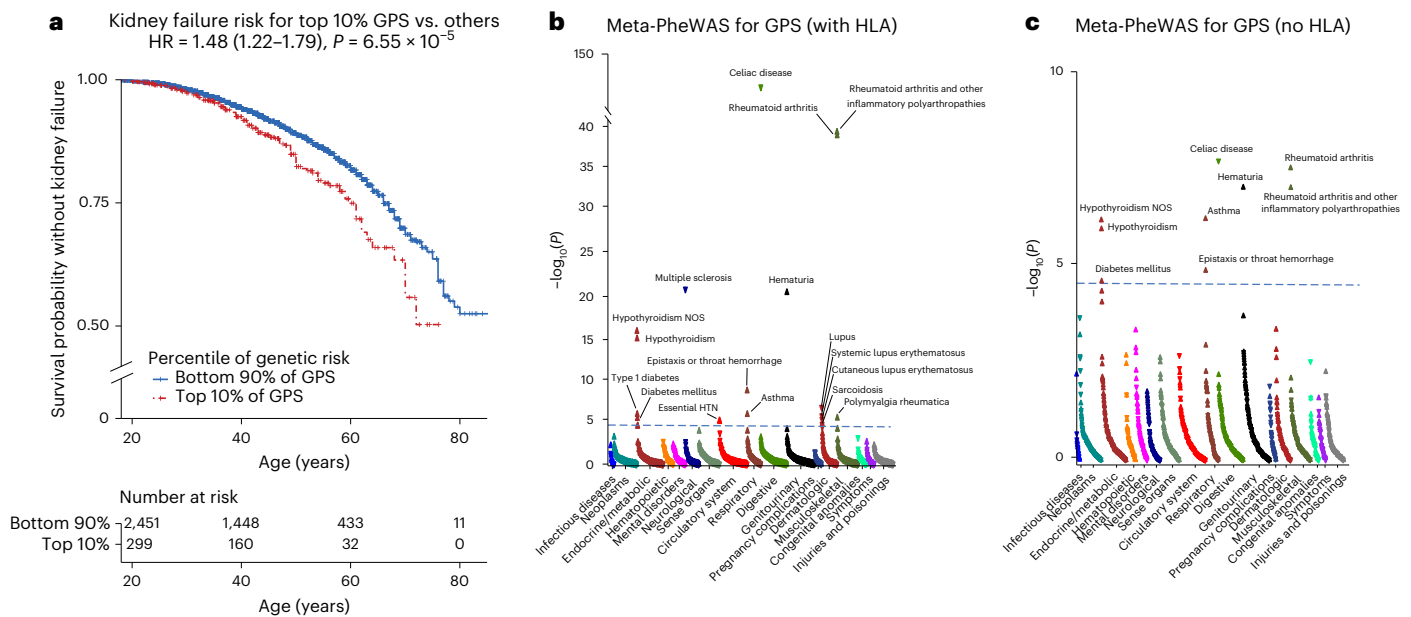 a
Kidney failure risk for top 10% GPS vs. others
HR = 1.48 (1.22–1.79), P = 6.55 × 10⁻⁵
Survival probability without kidney failure
1.00
0.75
0.50
0
Percentile of genetic risk
Bottom 90% of GPS
Top 10% of GPS
20 40 60 80
Age (years)
Number at risk
Bottom 90% 2,451 1,448 433 11
Top 10% 299 160 32 0
20 40 60 80
Age (years)
b
Meta-PheWAS for GPS (with HLA)
−log₁₀(P)
150
40
35
30
25
20
15
10
5
0
Celiac disease
Rheumatoid arthritis
Rheumatoid arthritis and other
inflammatory polyarthropathies
Multiple sclerosis
Hematuria
Hypothyroidism NOS
Hypothyroidism
Epistaxis or throat hemorrhage
Type 1 diabetes
Diabetes mellitus
Essential HTN
Asthma
Lupus
Systemic lupus erythematosus
Cutaneous lupus erythematosus
Sarcoidosis
Polymyalgia rheumatica
Infectious diseases
Neoplasms
Endocrine/metabolic
Hematopoietic
Mental disorders
Neurological
Sense organs
Circulatory system
Respiratory
Digestive
Genitourinary
Pregnancy complications
Dermatologic
Musculoskeletal
Congenital anomalies
Symptoms
Injuries and poisonings
c
Meta-PheWAS for GPS (no HLA)
−log₁₀(P)
10
5
0
Celiac disease
Rheumatoid arthritis
Hematuria
Rheumatoid arthritis and other
inflammatory polyarthropathies
Hypothyroidism NOS
Hypothyroidism
Asthma
Epistaxis or throat hemorrhage
Diabetes mellitus
Infectious diseases
Neoplasms
Endocrine/metabolic
Hematopoietic
Mental disorders
Neurological
Sense organs
Circulatory system
Respiratory
Digestive
Genitourinary
Pregnancy complications
Dermatologic
Musculoskeletal
Congenital anomalies
Symptoms
Injuries and poisonings